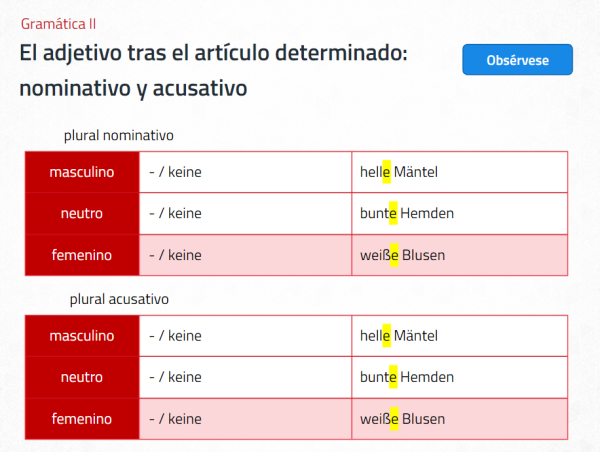 Gramática II
El adjetivo tras el artículo determinado:
nominativo y acusativo
Obsérvese
plural nominativo
masculino - / keine helle Mäntel
neutro - / keine bunte Hemden
femenino - / keine weiße Blusen
plural acusativo
masculino - / keine helle Mäntel
neutro - / keine bunte Hemden
femenino - / keine weiße Blusen